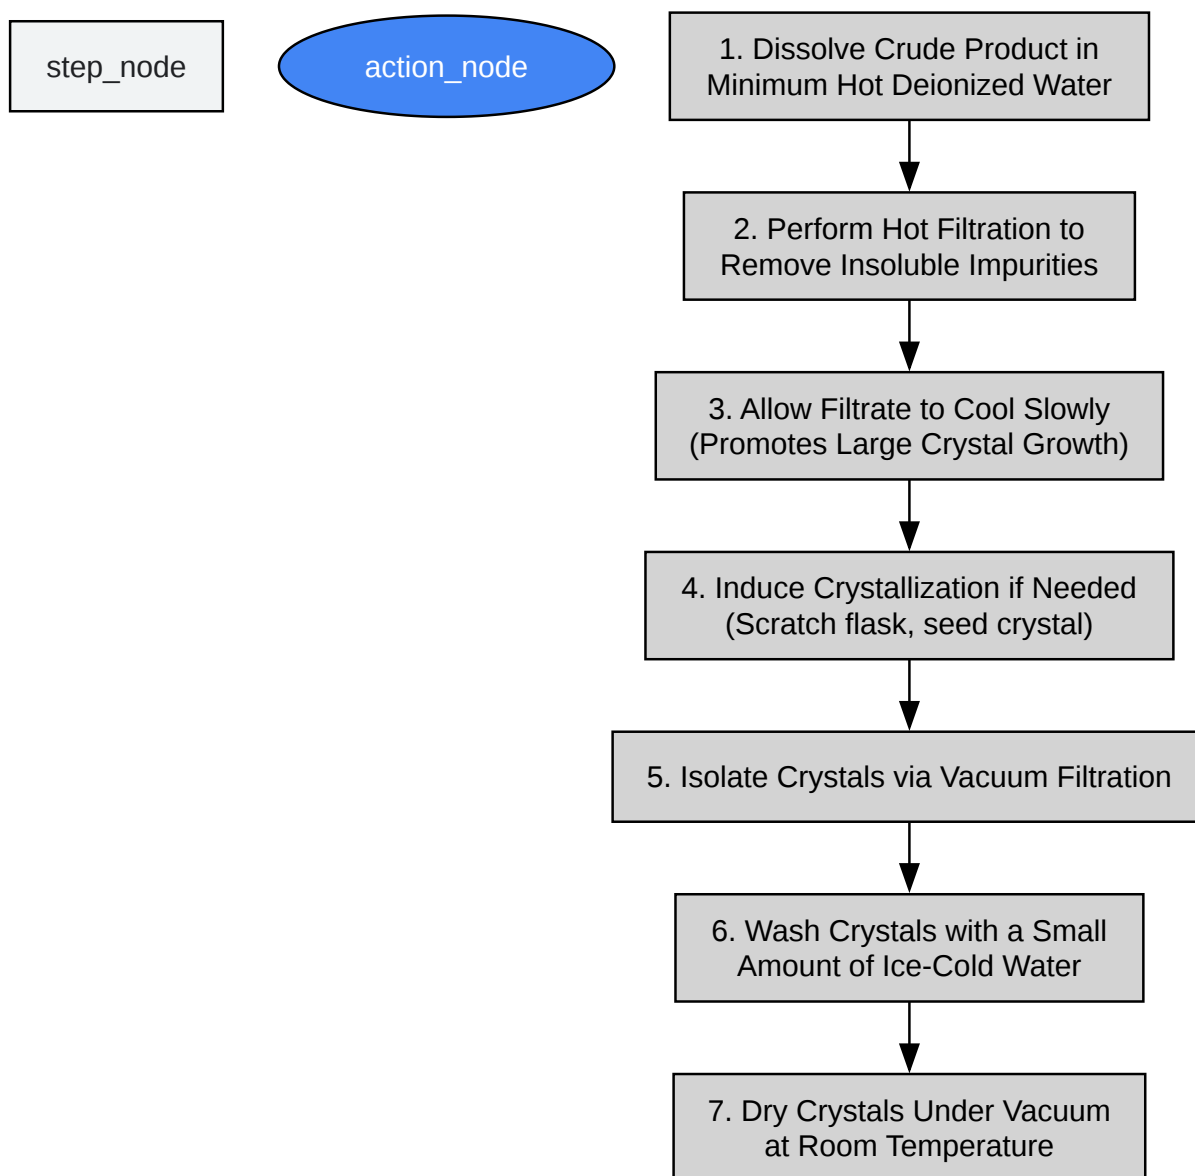 step_node
action_node
1. Dissolve Crude Product in
Minimum Hot Deionized Water
2. Perform Hot Filtration to
Remove Insoluble Impurities
3. Allow Filtrate to Cool Slowly
(Promotes Large Crystal Growth)
4. Induce Crystallization if Needed
(Scratch flask, seed crystal)
5. Isolate Crystals via Vacuum Filtration
6. Wash Crystals with a Small
Amount of Ice-Cold Water
7. Dry Crystals Under Vacuum
at Room Temperature